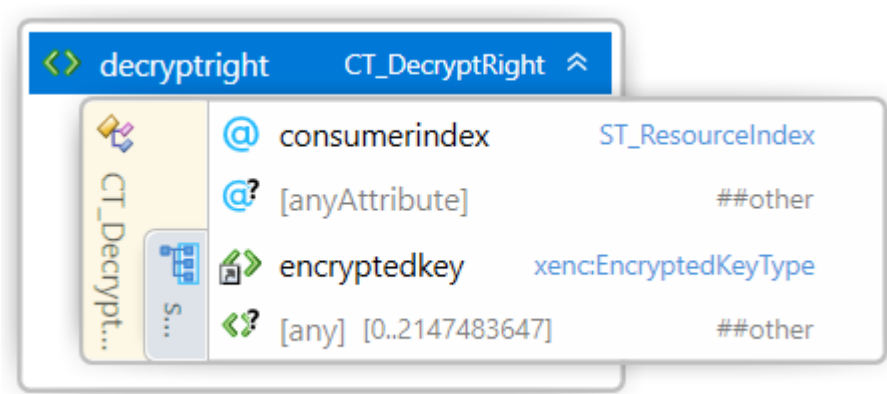 decryptright CT_DecryptRight
@ consumerindex ST_ResourceIndex
@? [anyAttribute] ##other
encryptedkey xenc:EncryptedKeyType
<>? [any] [0..2147483647] ##other
CT_Decrypt...
s...